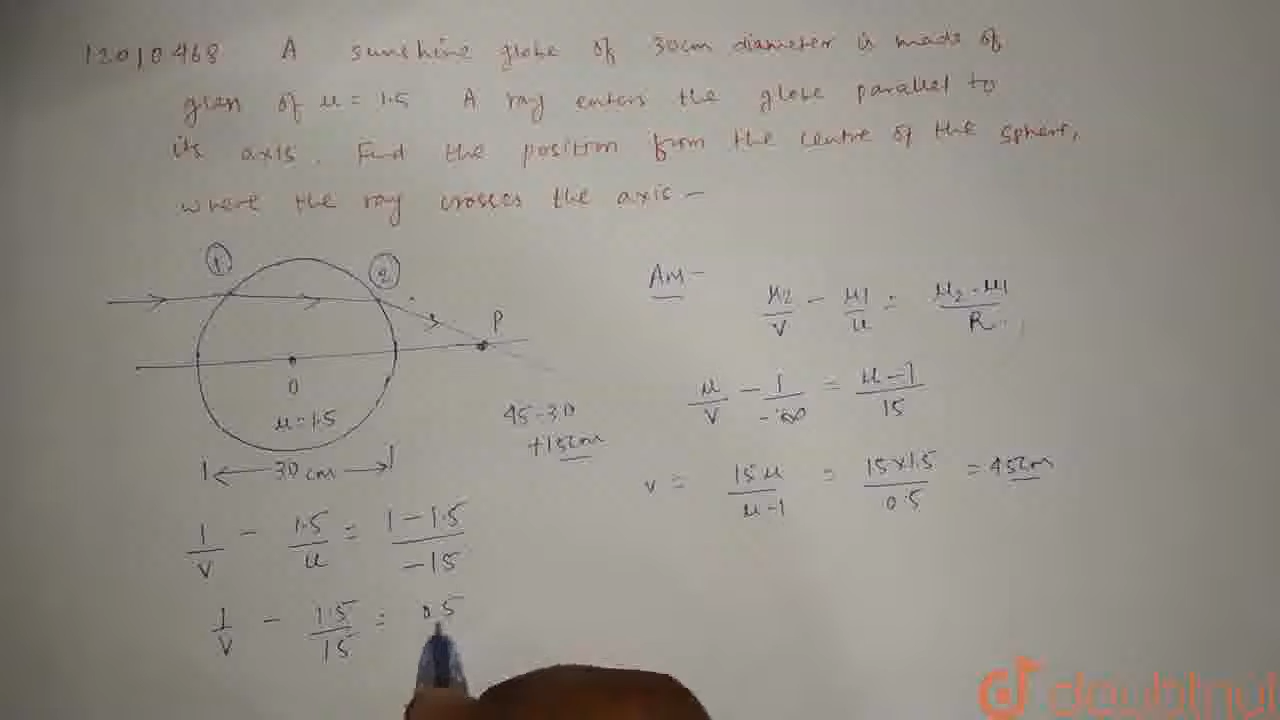 12010468 A sunshine globe of 30cm diameter is made of
glass of μ = 1.5 A ray enters the globe parallel to
its axis. Find the position from the centre of the sphere,
where the ray crosses the axis -
1
2
P
O
μ = 1.5
30 cm
45-30
+15cm
1/v - 1.5/u = (1 - 1.5)/-15
1/v - 1.5/15 = 0.5
Ans -
μ2/v - μ1/u = (μ2 - μ1)/R
μ/v - 1/-∞ = (μ - 1)/15
v = 15μ/(μ-1) = (15×1.5)/0.5 = 45cm
doubtnut